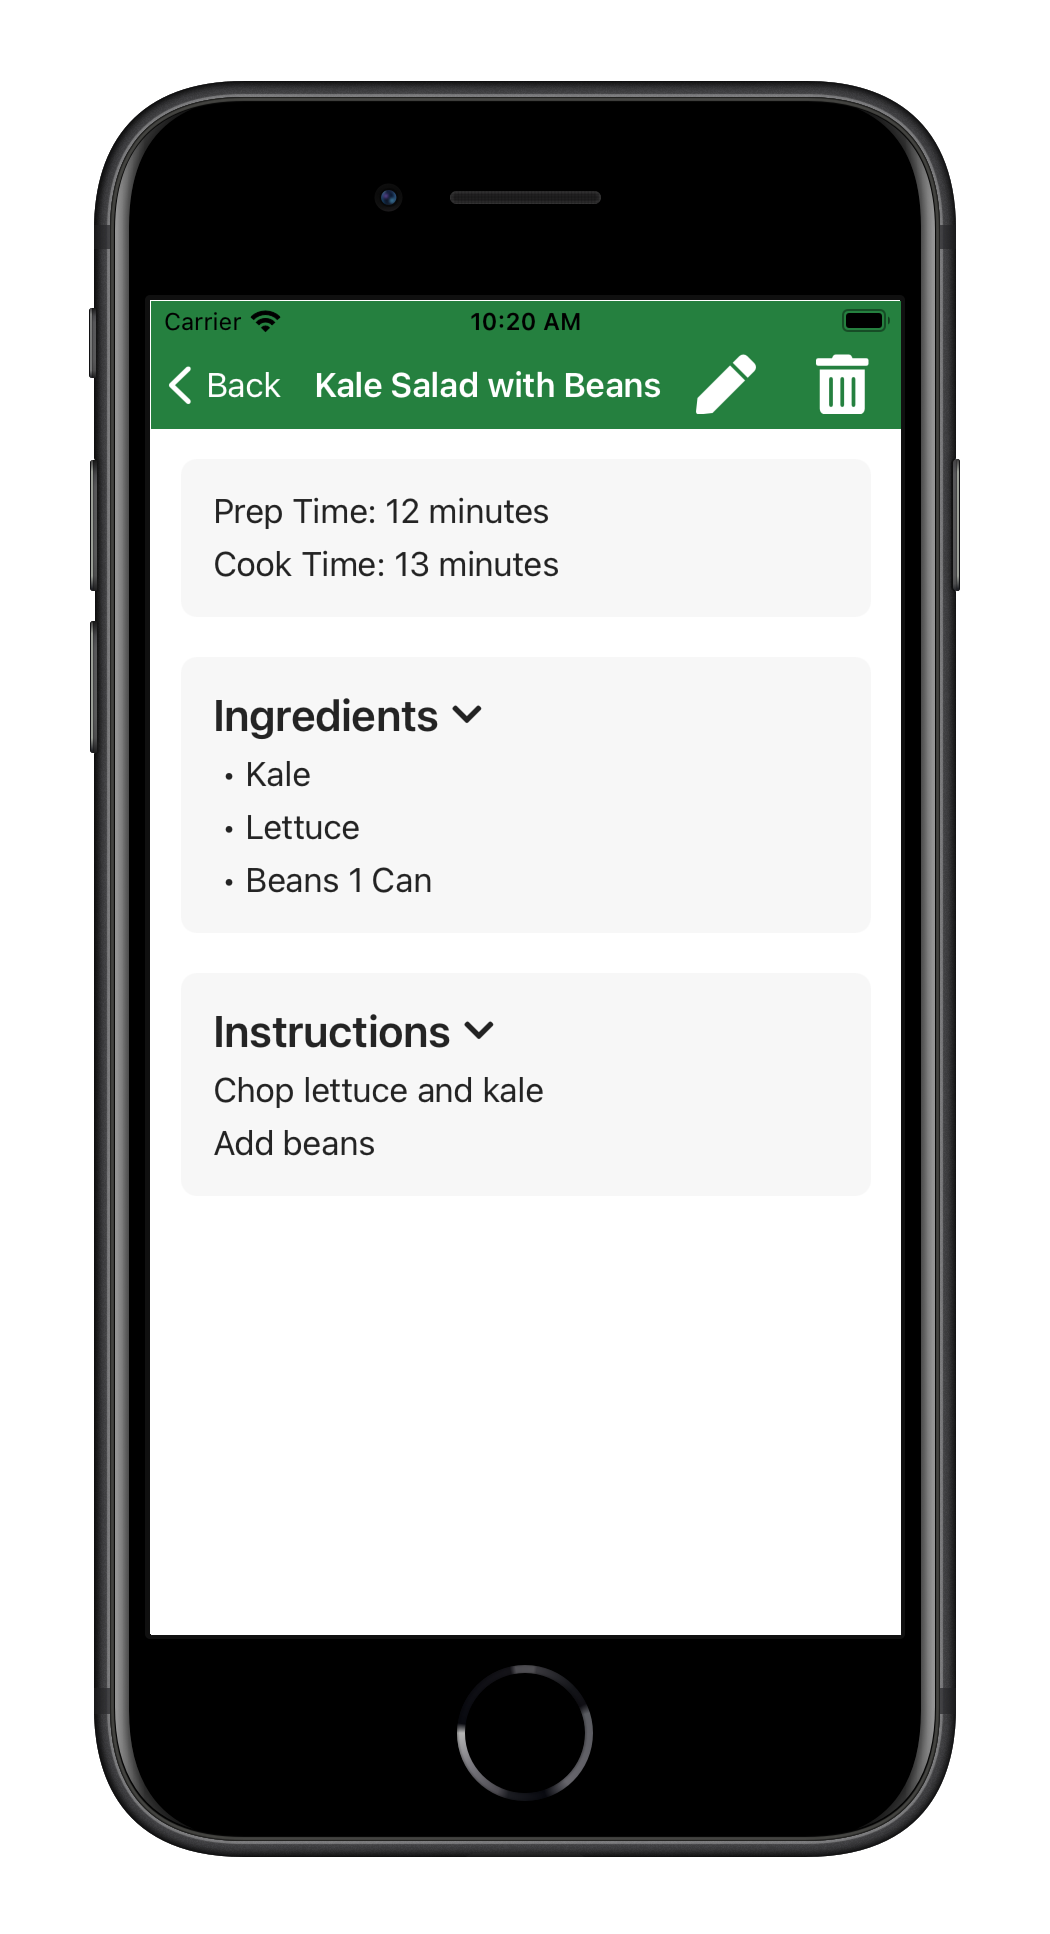 Carrier 10:20 AM
Back Kale Salad with Beans
Prep Time: 12 minutes
Cook Time: 13 minutes
Ingredients
• Kale
• Lettuce
• Beans 1 Can
Instructions
Chop lettuce and kale
Add beans